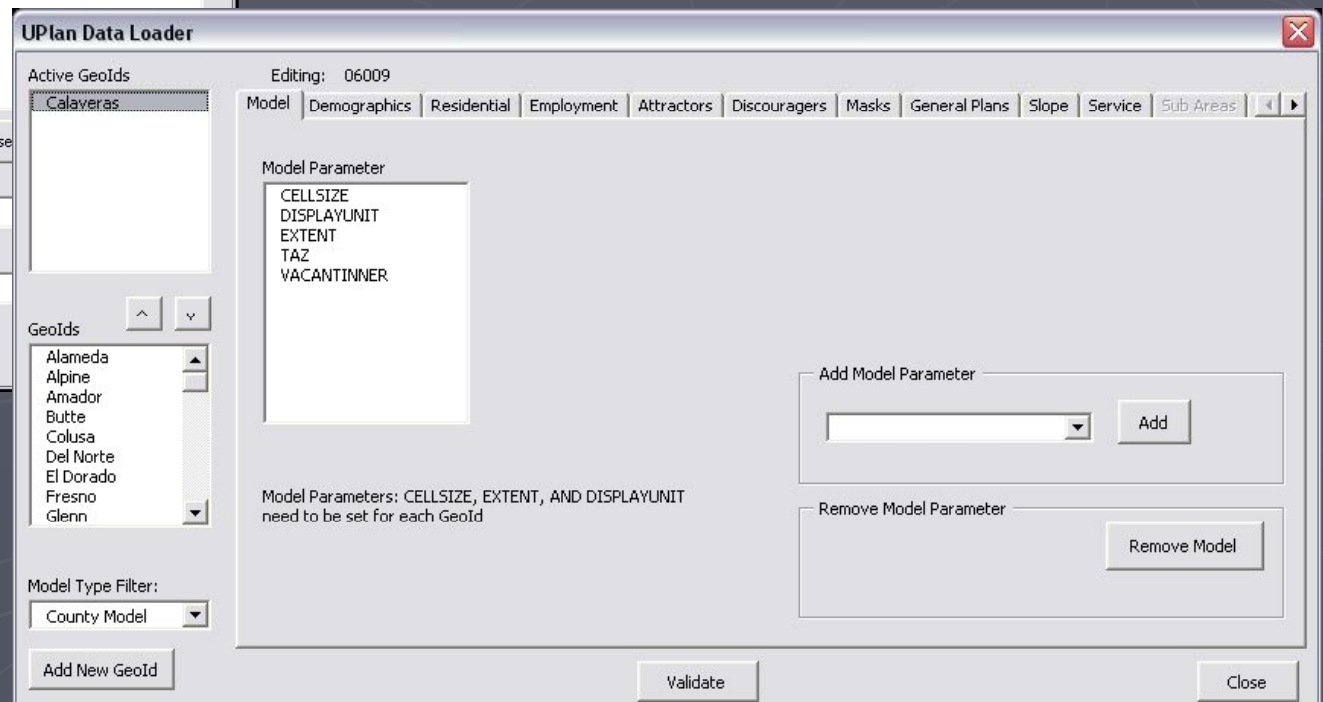 UPlan Data Loader
Active GeoIds
Calaveras
Editing: 06009
Model Demographics Residential Employment Attractors Discouragers Masks General Plans Slope Service Sub Areas
se
Model Parameter
CELLSIZE
DISPLAYUNIT
EXTENT
TAZ
VACANTINNER
^ v
GeoIds
Alameda
Alpine
Amador
Butte
Colusa
Del Norte
El Dorado
Fresno
Glenn
Add Model Parameter
Add
Model Parameters: CELLSIZE, EXTENT, AND DISPLAYUNIT
need to be set for each GeoId
Remove Model Parameter
Remove Model
Model Type Filter:
County Model
Add New GeoId
Validate
Close